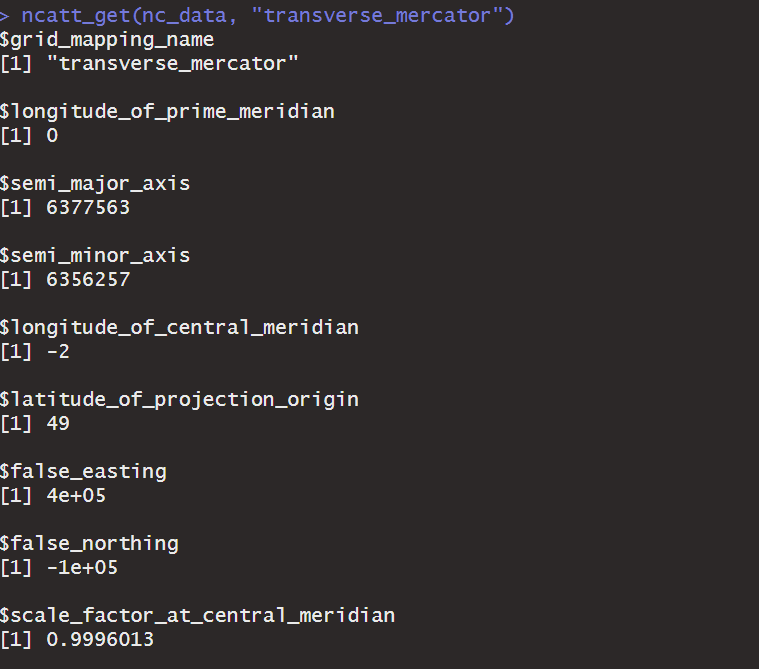 > ncatt_get(nc_data, "transverse_mercator")
$grid_mapping_name
[1] "transverse_mercator"
$longitude_of_prime_meridian
[1] 0
$semi_major_axis
[1] 6377563
$semi_minor_axis
[1] 6356257
$longitude_of_central_meridian
[1] -2
$latitude_of_projection_origin
[1] 49
$false_easting
[1] 4e+05
$false_northing
[1] -1e+05
$scale_factor_at_central_meridian
[1] 0.9996013